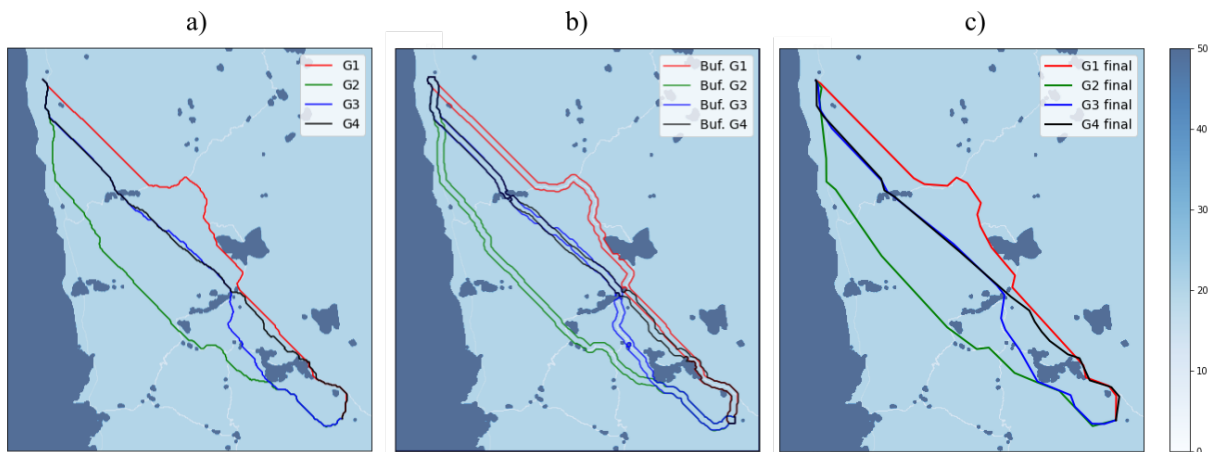 a)
b)
c)
G1
G2
G3
G4
Buf. G1
Buf. G2
Buf. G3
Buf. G4
G1 final
G2 final
G3 final
G4 final
50
40
30
20
10
0